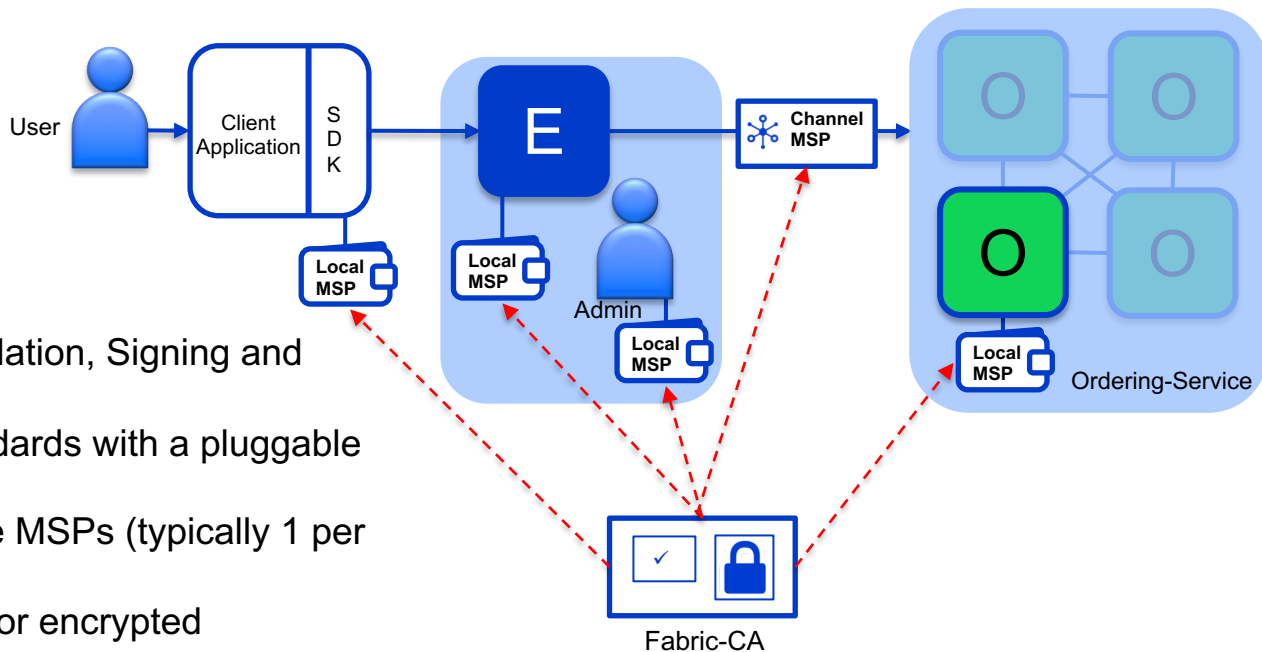 User
Client
Application
S
D
K
E
Channel
MSP
O
O
O
O
Local
MSP
Local
MSP
Admin
Local
MSP
Local
MSP
Ordering-Service
lation, Signing and
dards with a pluggable
e MSPs (typically 1 per
or encrypted
Fabric-CA